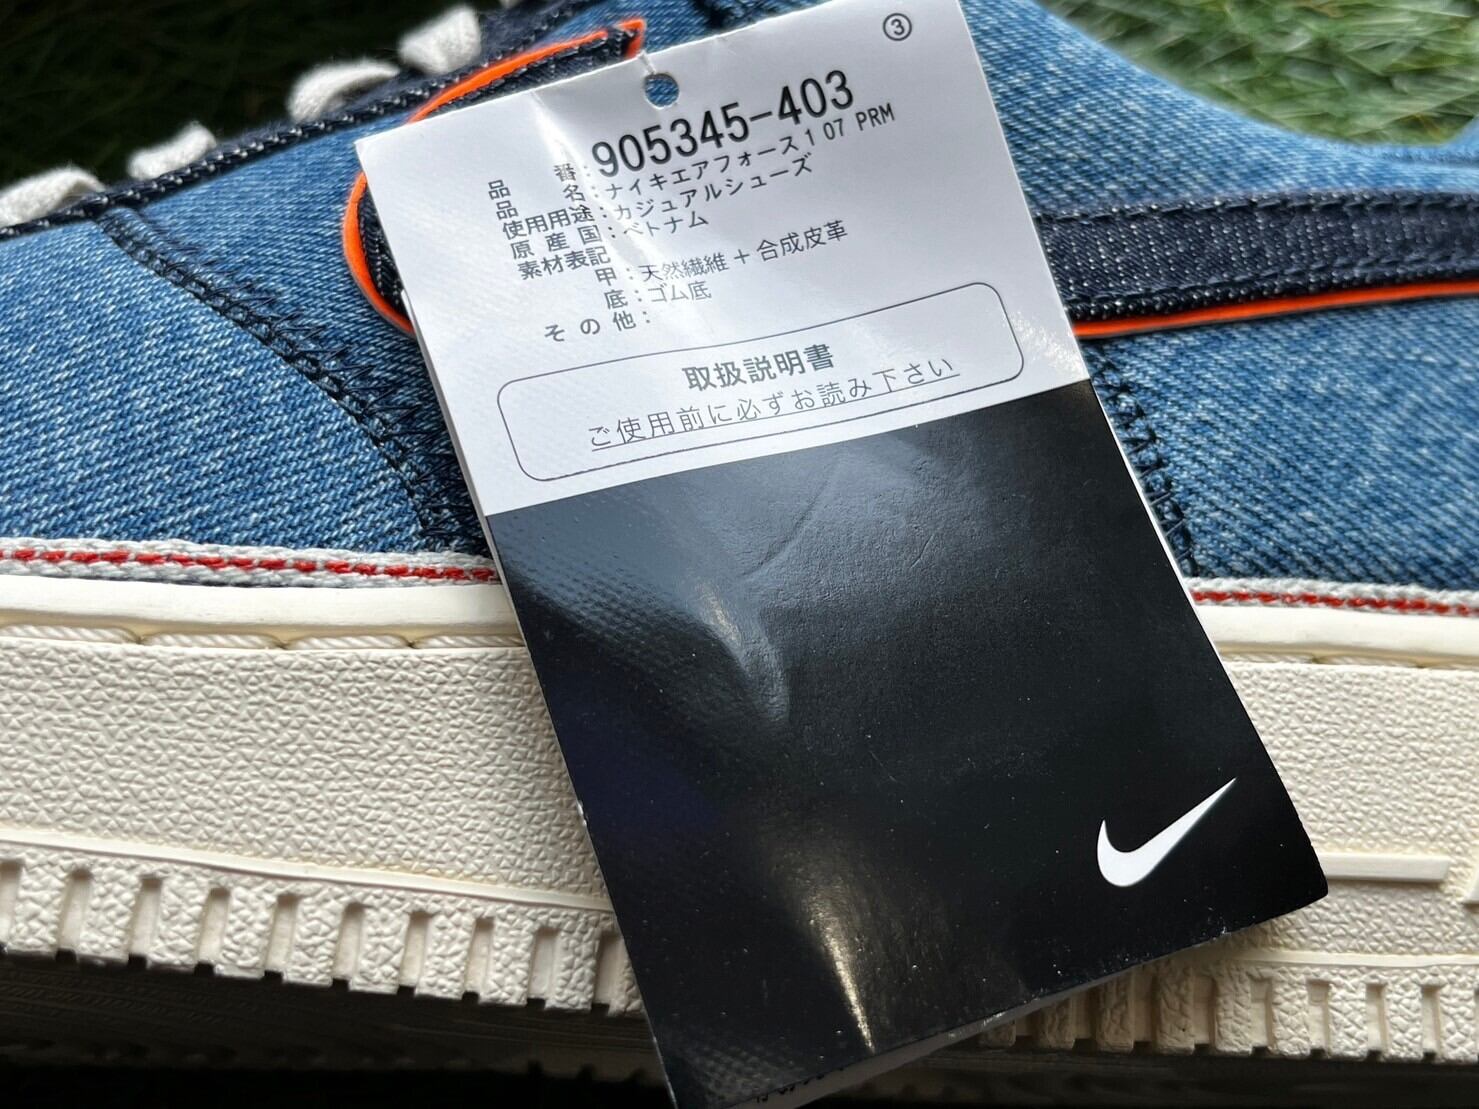 ③
品番:905345-403
品名:ナイキエアフォース1 07 PRM
使用用途:カジュアルシューズ
原産国:ベトナム
素材表記
甲:天然繊維+合成皮革
底:ゴム底
その他:
取扱説明書
ご使用前に必ずお読み下さい